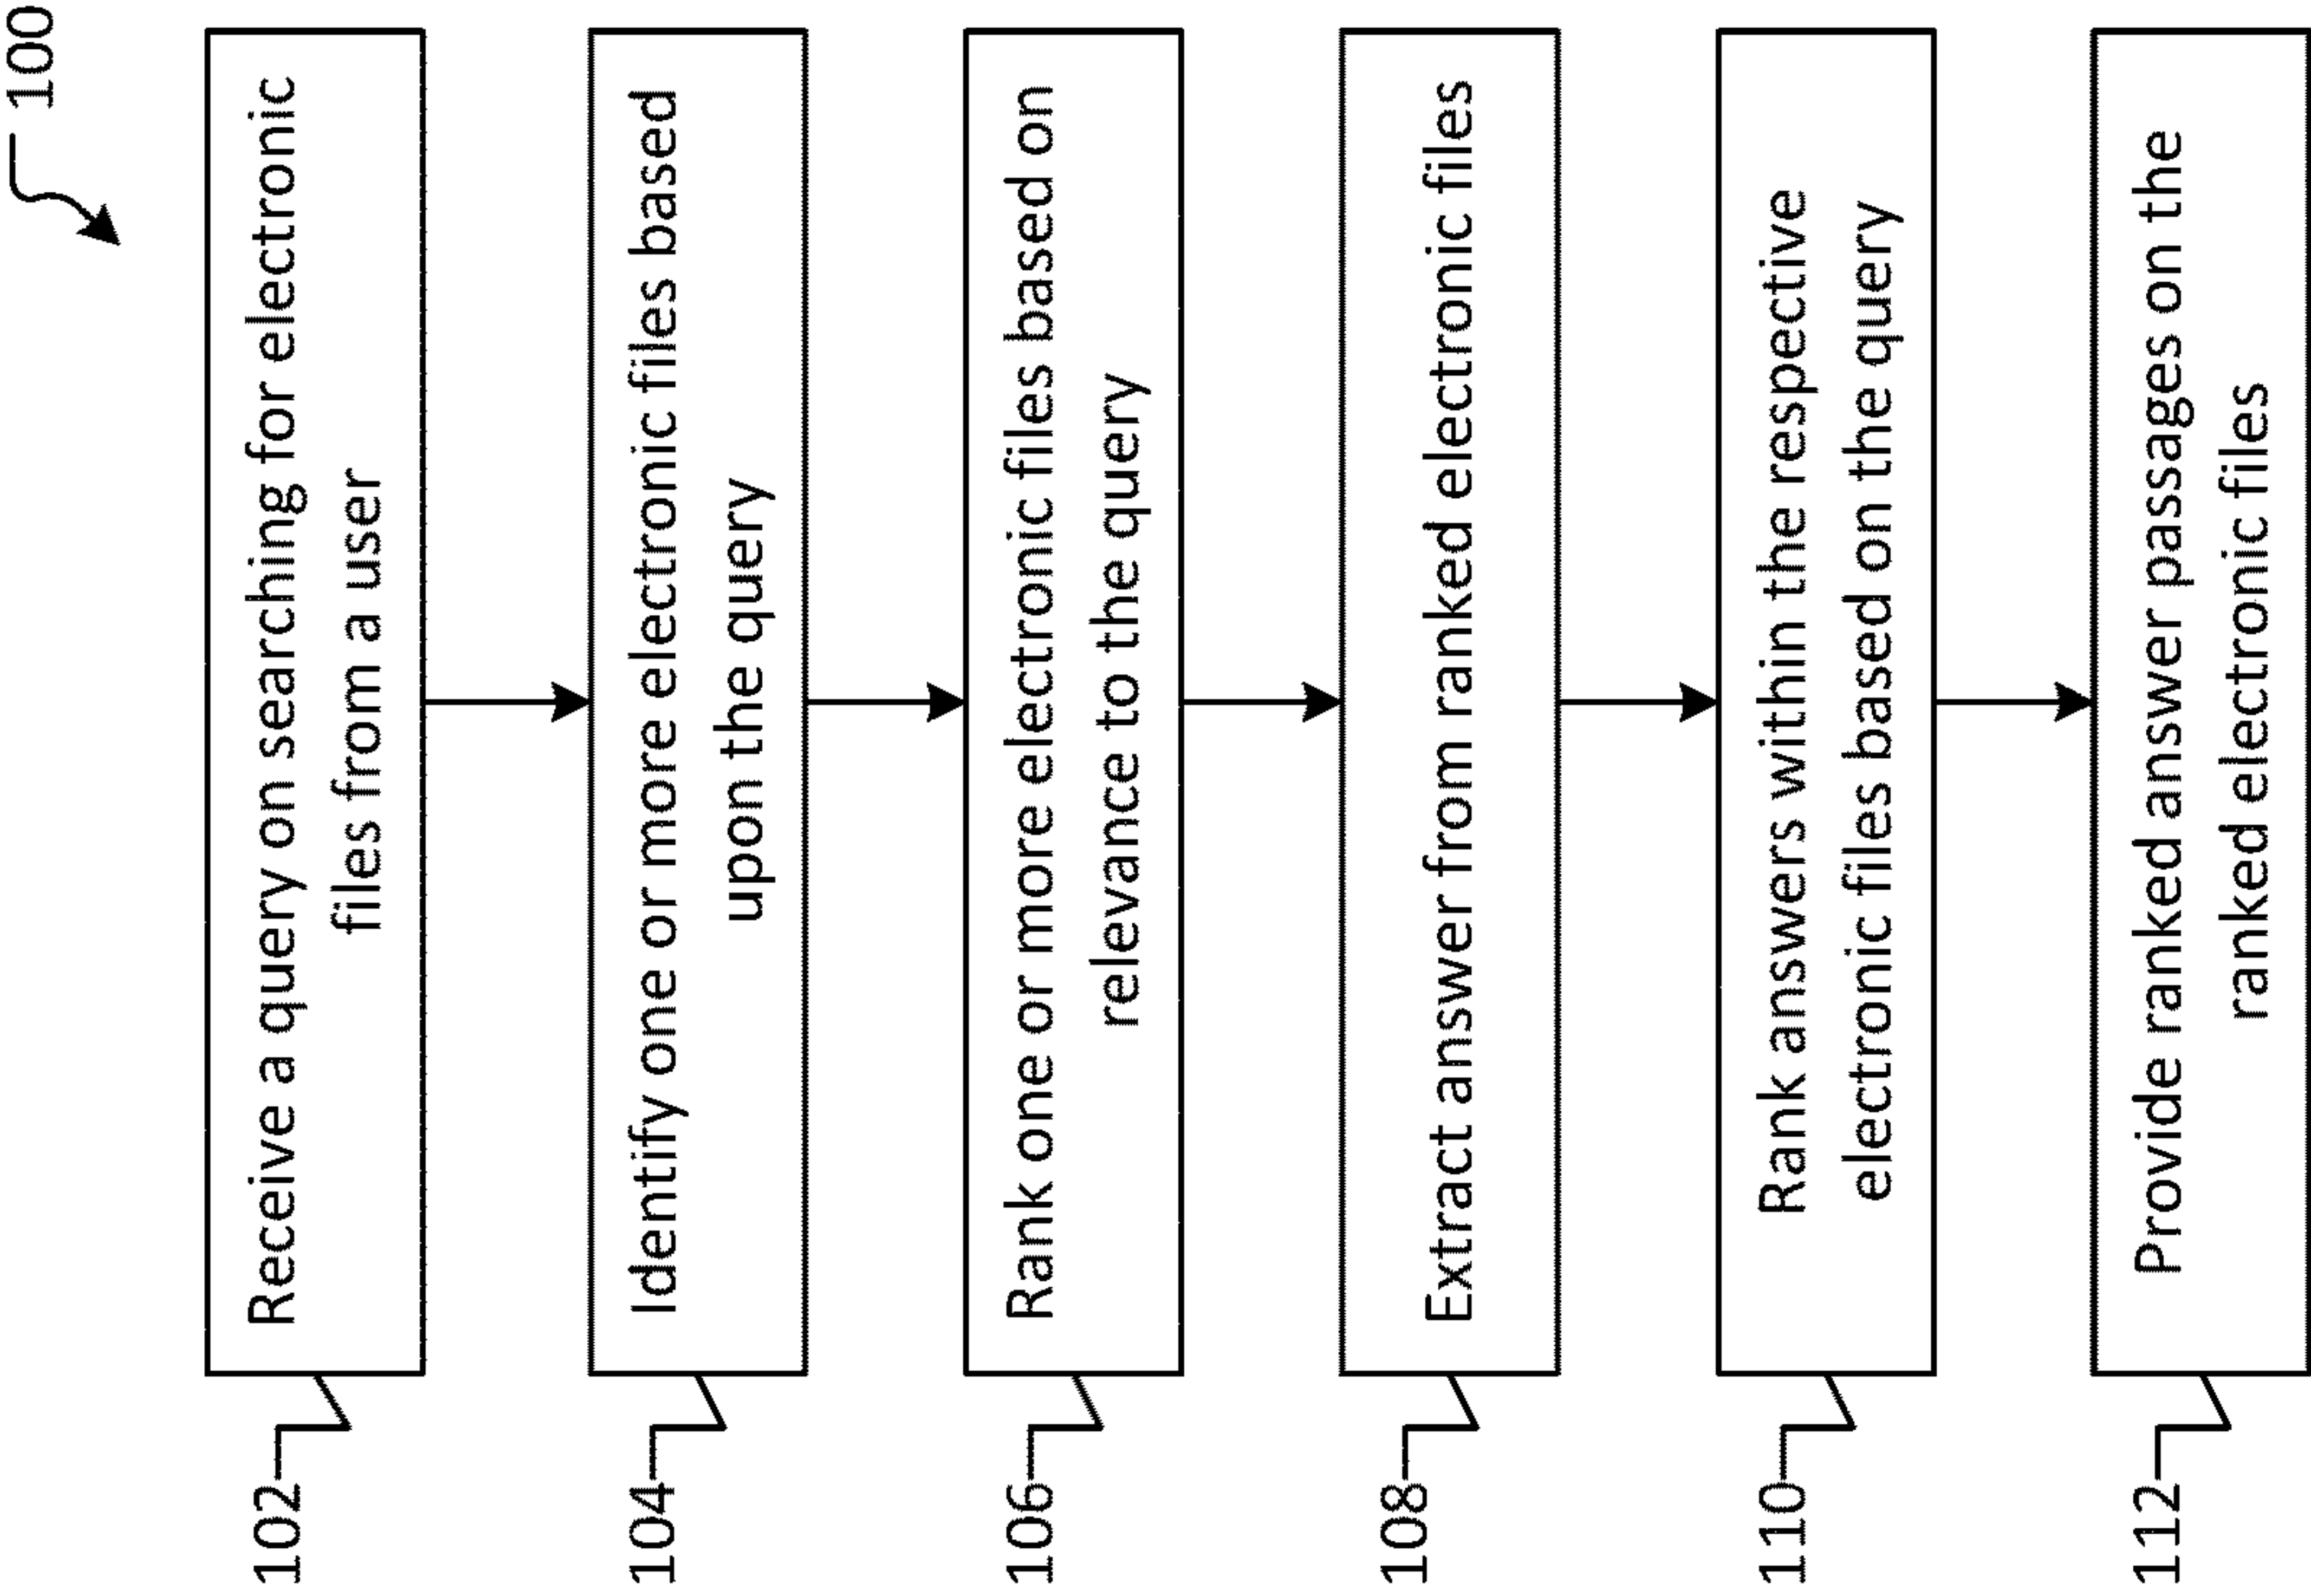 100
102
Receive a query on searching for electronic
files from a user
104
Identify one or more electronic files based
upon the query
106
Rank one or more electronic files based on
relevance to the query
108
Extract answer from ranked electronic files
110
Rank answers within the respective
electronic files based on the query
112
Provide ranked answer passages on the
ranked electronic files